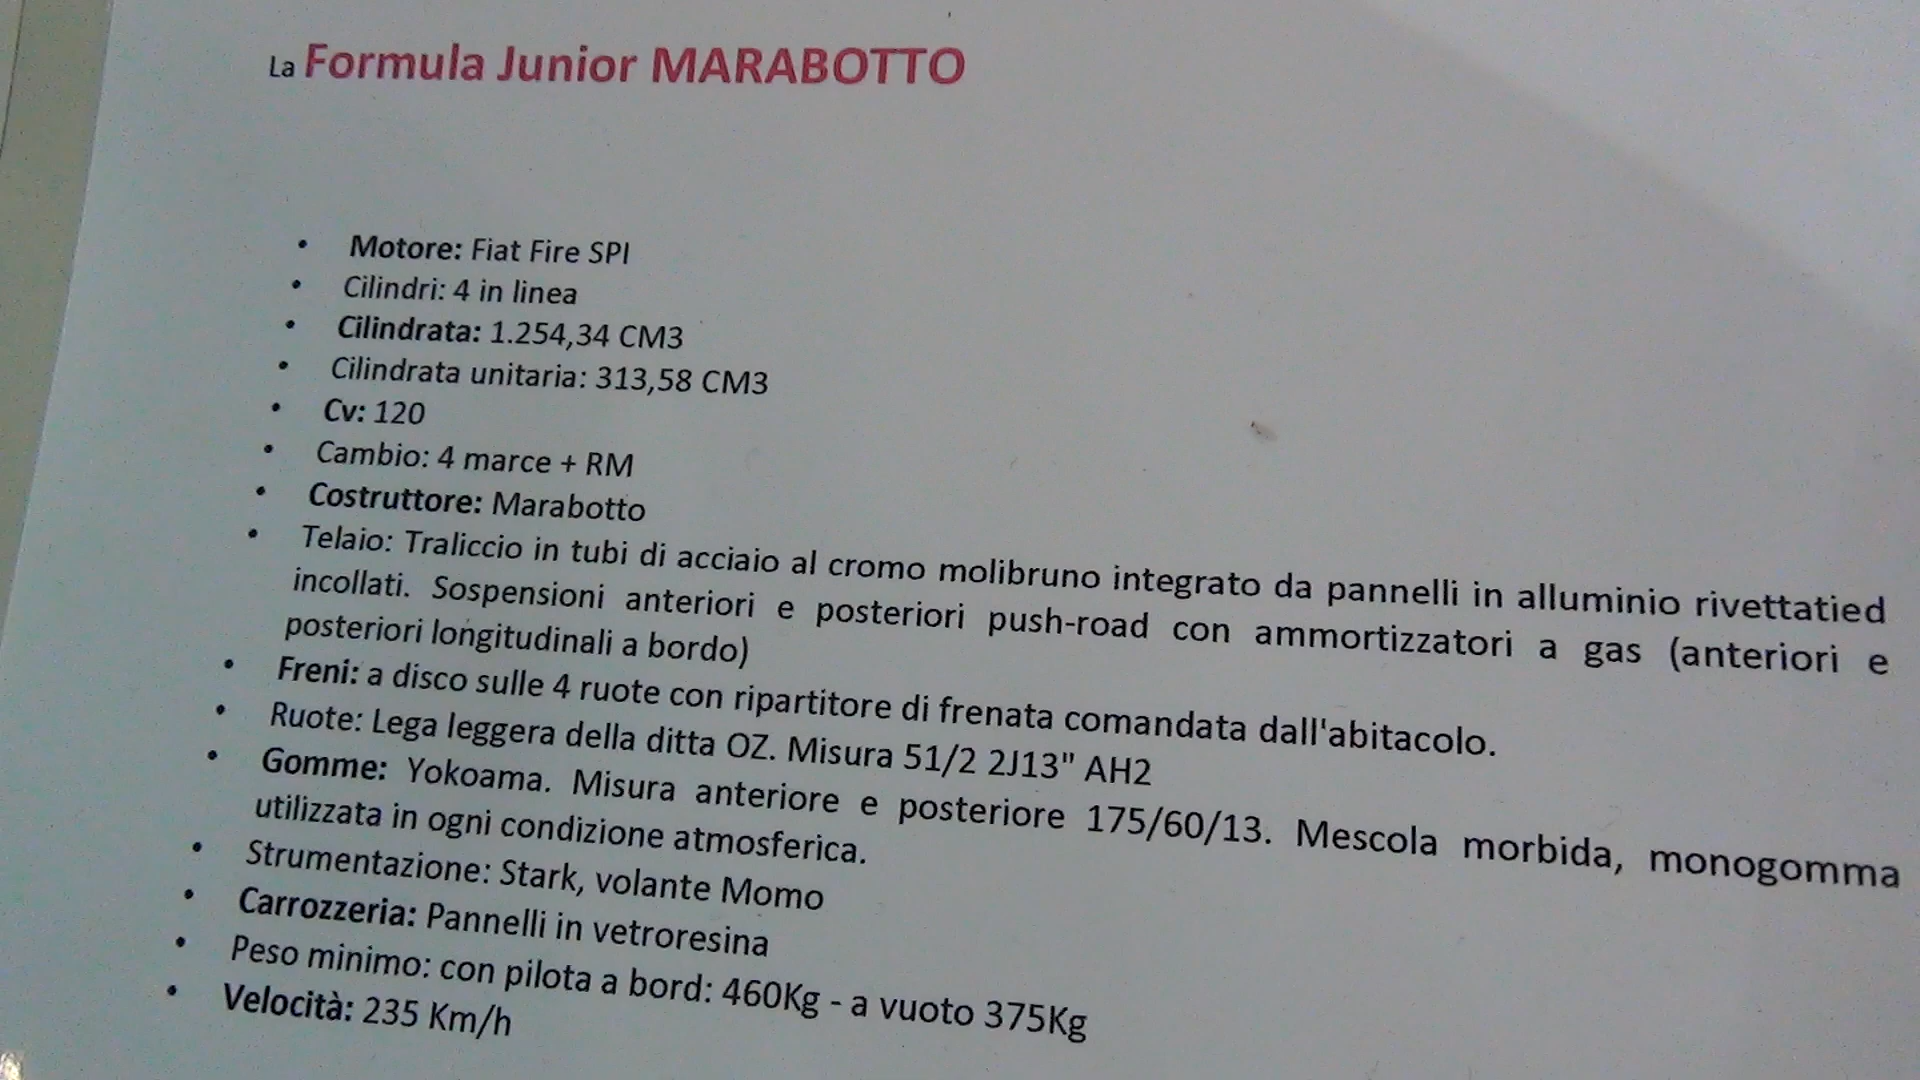 La Formula Junior MARABOTTO
• Motore: Fiat Fire SPI
• Cilindri: 4 in linea
• Cilindrata: 1.254,34 CM3
• Cilindrata unitaria: 313,58 CM3
• Cv: 120
• Cambio: 4 marce + RM
• Costruttore: Marabotto
• Telaio: Traliccio in tubi di acciaio al cromo molibruno integrato da pannelli in alluminio rivettatied
incollati. Sospensioni anteriori e posteriori push-road con ammortizzatori a gas (anteriori e
posteriori longitudinali a bordo)
• Freni: a disco sulle 4 ruote con ripartitore di frenata comandata dall'abitacolo.
• Ruote: Lega leggera della ditta OZ. Misura 51/2 2J13" AH2
• Gomme: Yokoama. Misura anteriore e posteriore 175/60/13. Mescola morbida, monogomma
utilizzata in ogni condizione atmosferica.
• Strumentazione: Stark, volante Momo
• Carrozzeria: Pannelli in vetroresina
• Peso minimo: con pilota a bord: 460Kg - a vuoto 375Kg
• Velocità: 235 Km/h